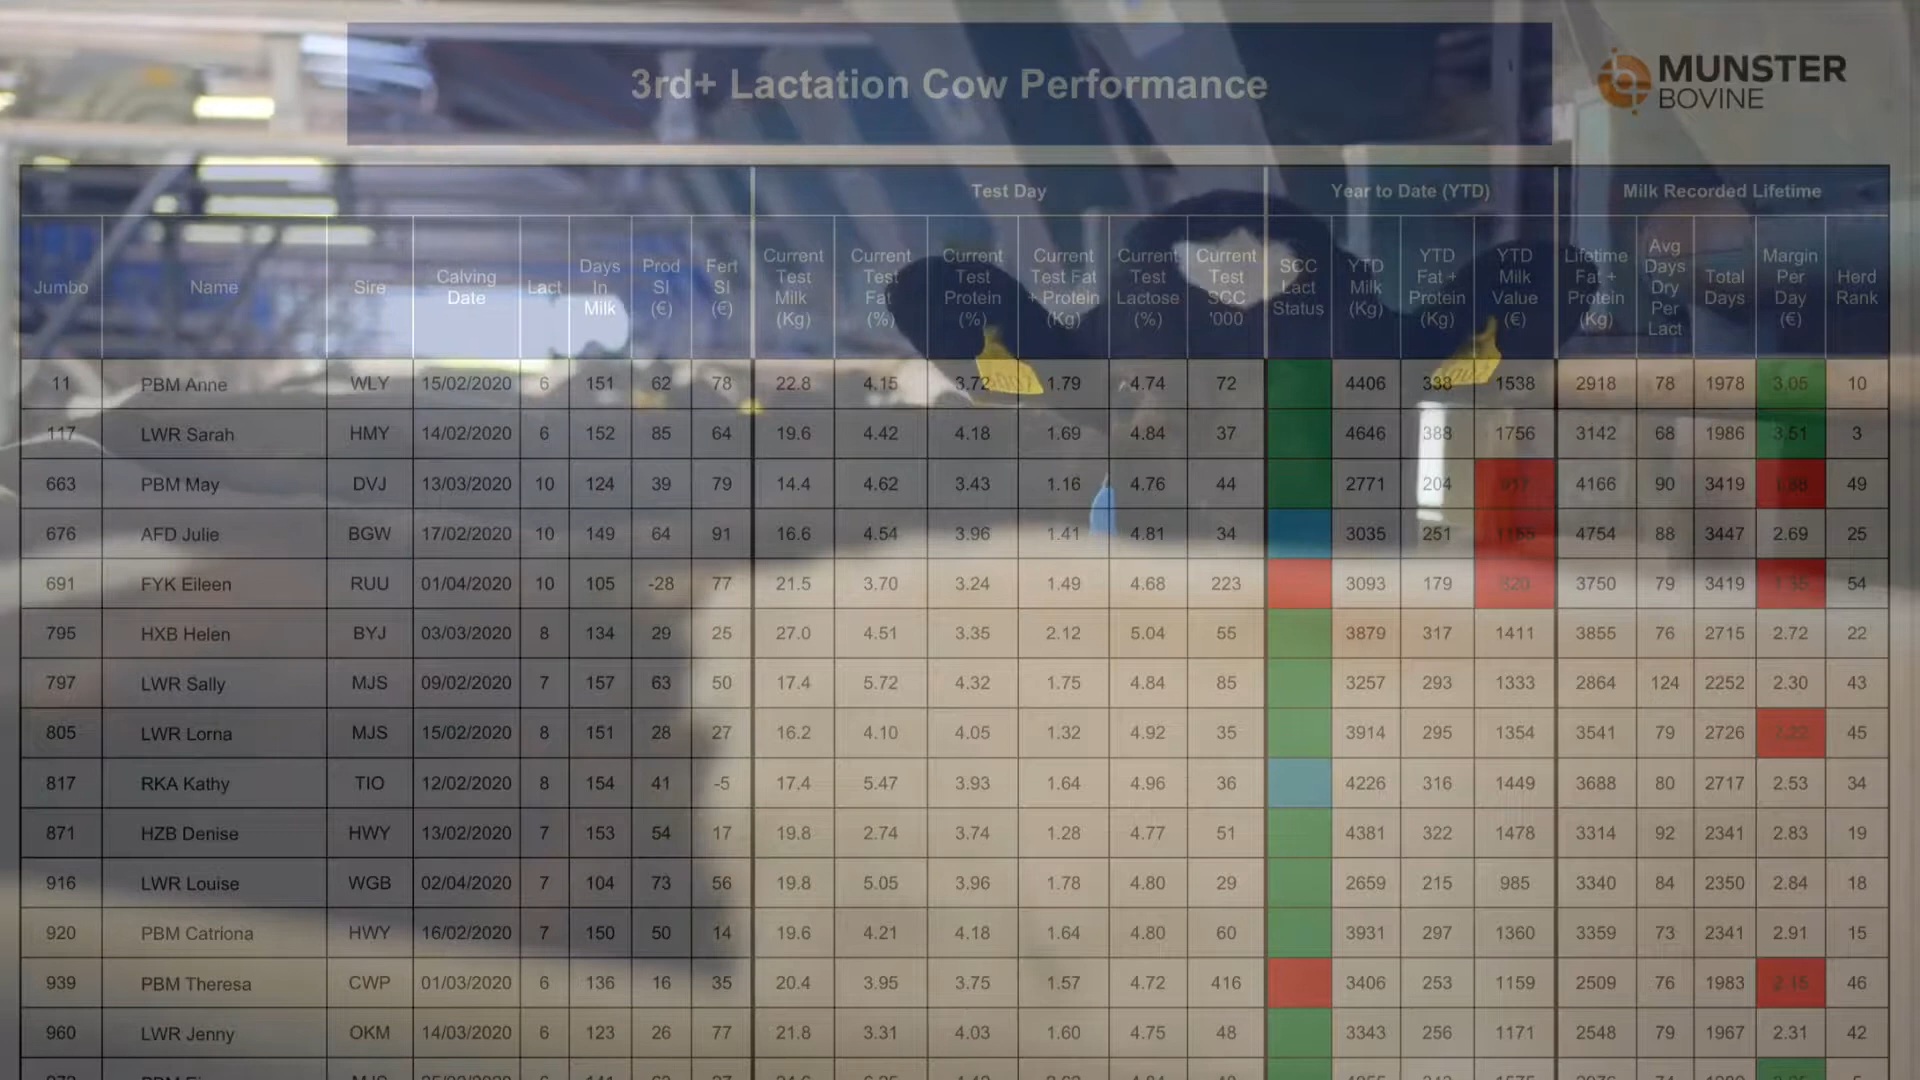 3rd+ Lactation Cow Performance
MUNSTER
BOVINE
Test Day Year to Date (YTD) Milk Recorded Lifetime
Jumbo Name Sire Calving Date Lact Days In Milk Prod SI (€) Fert SI (€) Current Test Milk (Kg) Current Test Fat (%) Current Test Protein (%) Current Test Fat + Protein (Kg) Current Test Lactose (%) Current Test SCC '000 SCC Lact Status YTD Milk (Kg) YTD Fat + Protein (Kg) YTD Milk Value (€) Lifetime Fat + Protein (Kg) Avg Days Dry Per Lact Total Days Margin Per Day (€) Herd Rank
11 PBM Anne WLY 15/02/2020 6 151 62 78 22.8 4.15 3.72 1.79 4.74 72 4406 338 1538 2918 78 1978 3.05 10
117 LWR Sarah HMY 14/02/2020 6 152 85 64 19.6 4.42 4.18 1.69 4.84 37 4646 388 1756 3142 68 1986 3.51 3
663 PBM May DVJ 13/03/2020 10 124 39 79 14.4 4.62 3.43 1.16 4.76 44 2771 204 4166 90 3419 49
676 AFD Julie BGW 17/02/2020 10 149 64 91 16.6 4.54 3.96 1.41 4.81 34 3035 251 4754 88 3447 2.69 25
691 FYK Eileen RUU 01/04/2020 10 105 -28 77 21.5 3.70 3.24 1.49 4.68 223 3093 179 820 3750 79 3419 54
795 HXB Helen BYJ 03/03/2020 8 134 29 25 27.0 4.51 3.35 2.12 5.04 55 3879 317 1411 3855 76 2715 2.72 22
797 LWR Sally MJS 09/02/2020 7 157 63 50 17.4 5.72 4.32 1.75 4.84 85 3257 293 1333 2864 124 2252 2.30 43
805 LWR Lorna MJS 15/02/2020 8 151 28 27 16.2 4.10 4.05 1.32 4.92 35 3914 295 1354 3541 79 2726 2.22 45
817 RKA Kathy TIO 12/02/2020 8 154 41 -5 17.4 5.47 3.93 1.64 4.96 36 4226 316 1449 3688 80 2717 2.53 34
871 HZB Denise HWY 13/02/2020 7 153 54 17 19.8 2.74 3.74 1.28 4.77 51 4381 322 1478 3314 92 2341 2.83 19
916 LWR Louise WGB 02/04/2020 7 104 73 56 19.8 5.05 3.96 1.78 4.80 29 2659 215 985 3340 84 2350 2.84 18
920 PBM Catriona HWY 16/02/2020 7 150 50 14 19.6 4.21 4.18 1.64 4.80 60 3931 297 1360 3359 73 2341 2.91 15
939 PBM Theresa CWP 01/03/2020 6 136 16 35 20.4 3.95 3.75 1.57 4.72 416 3406 253 1159 2509 76 1983 2.15 46
960 LWR Jenny OKM 14/03/2020 6 123 26 77 21.8 3.31 4.03 1.60 4.75 48 3343 256 1171 2548 79 1967 2.31 42